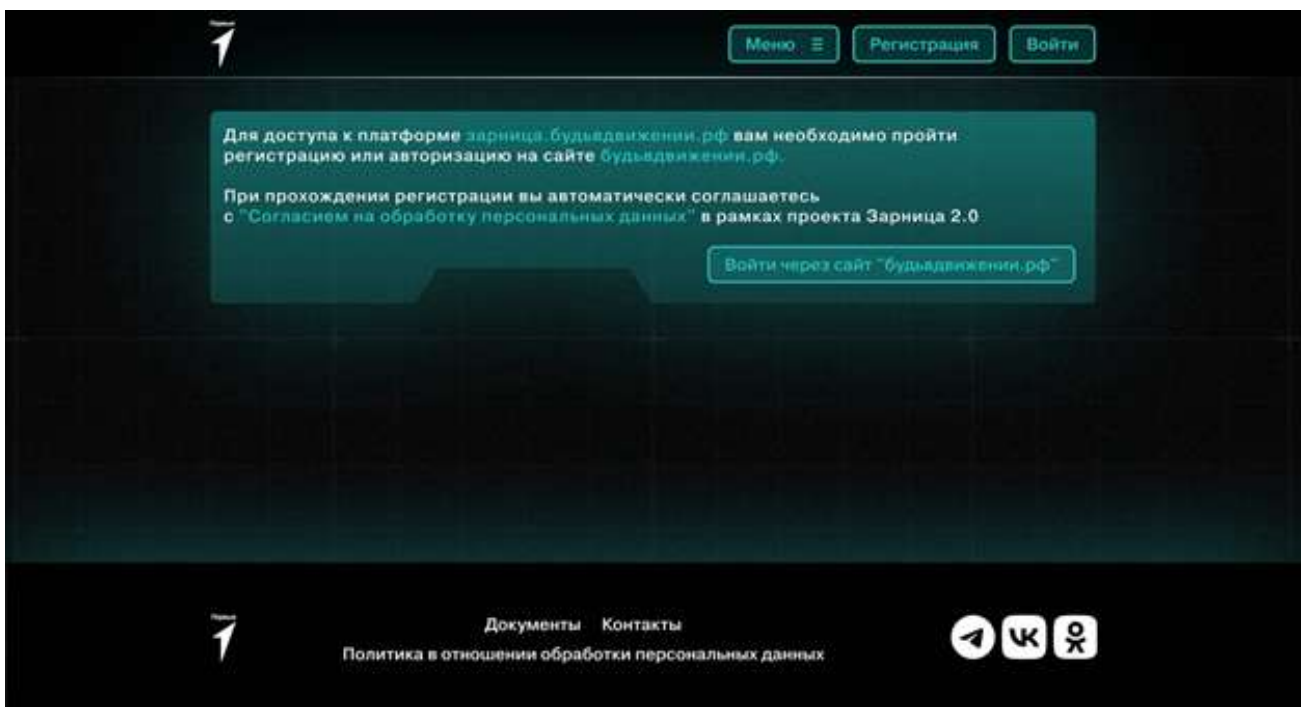 Первые
Меню
Регистрация
Войти
Для доступа к платформе зарница.будьвдвижении.рф вам необходимо пройти
регистрацию или авторизацию на сайте будьвдвижении.рф.
При прохождении регистрации вы автоматически соглашаетесь
с "Согласием на обработку персональных данных" в рамках проекта Зарница 2.0
Войти через сайт "будьвдвижении.рф"
Первые
Документы Контакты
Политика в отношении обработки персональных данных